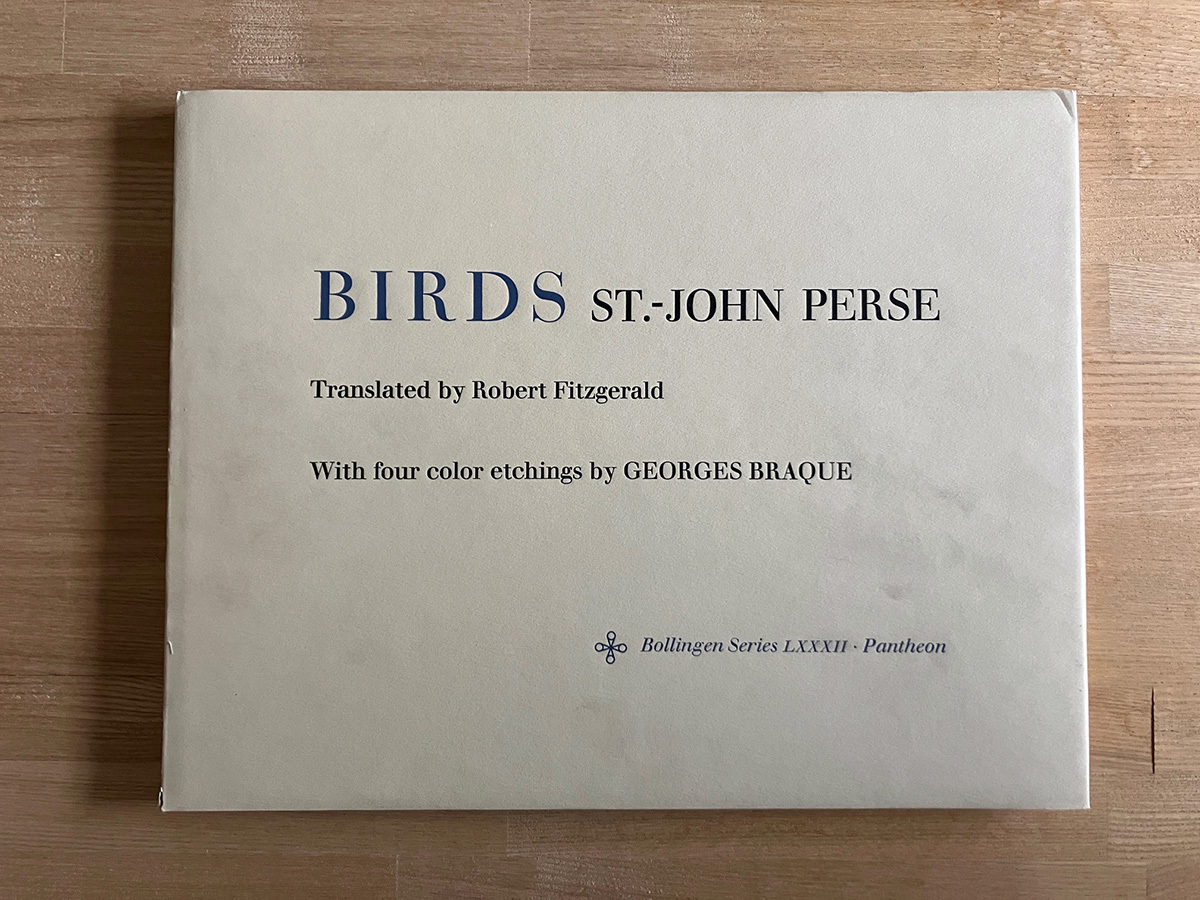 BIRDS ST.-JOHN PERSE
Translated by Robert Fitzgerald
With four color etchings by GEORGES BRAQUE
Bollingen Series LXXXII · Pantheon